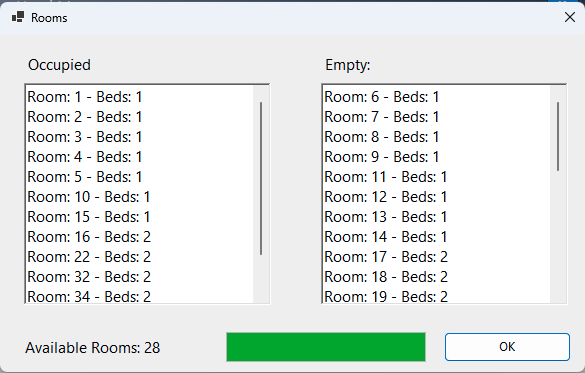 Rooms
Occupied
Room: 1 - Beds: 1
Room: 2 - Beds: 1
Room: 3 - Beds: 1
Room: 4 - Beds: 1
Room: 5 - Beds: 1
Room: 10 - Beds: 1
Room: 15 - Beds: 1
Room: 16 - Beds: 2
Room: 22 - Beds: 2
Room: 32 - Beds: 2
Room: 34 - Beds: 2
Empty:
Room: 6 - Beds: 1
Room: 7 - Beds: 1
Room: 8 - Beds: 1
Room: 9 - Beds: 1
Room: 11 - Beds: 1
Room: 12 - Beds: 1
Room: 13 - Beds: 1
Room: 14 - Beds: 1
Room: 17 - Beds: 2
Room: 18 - Beds: 2
Room: 19 - Beds: 2
Available Rooms: 28
OK